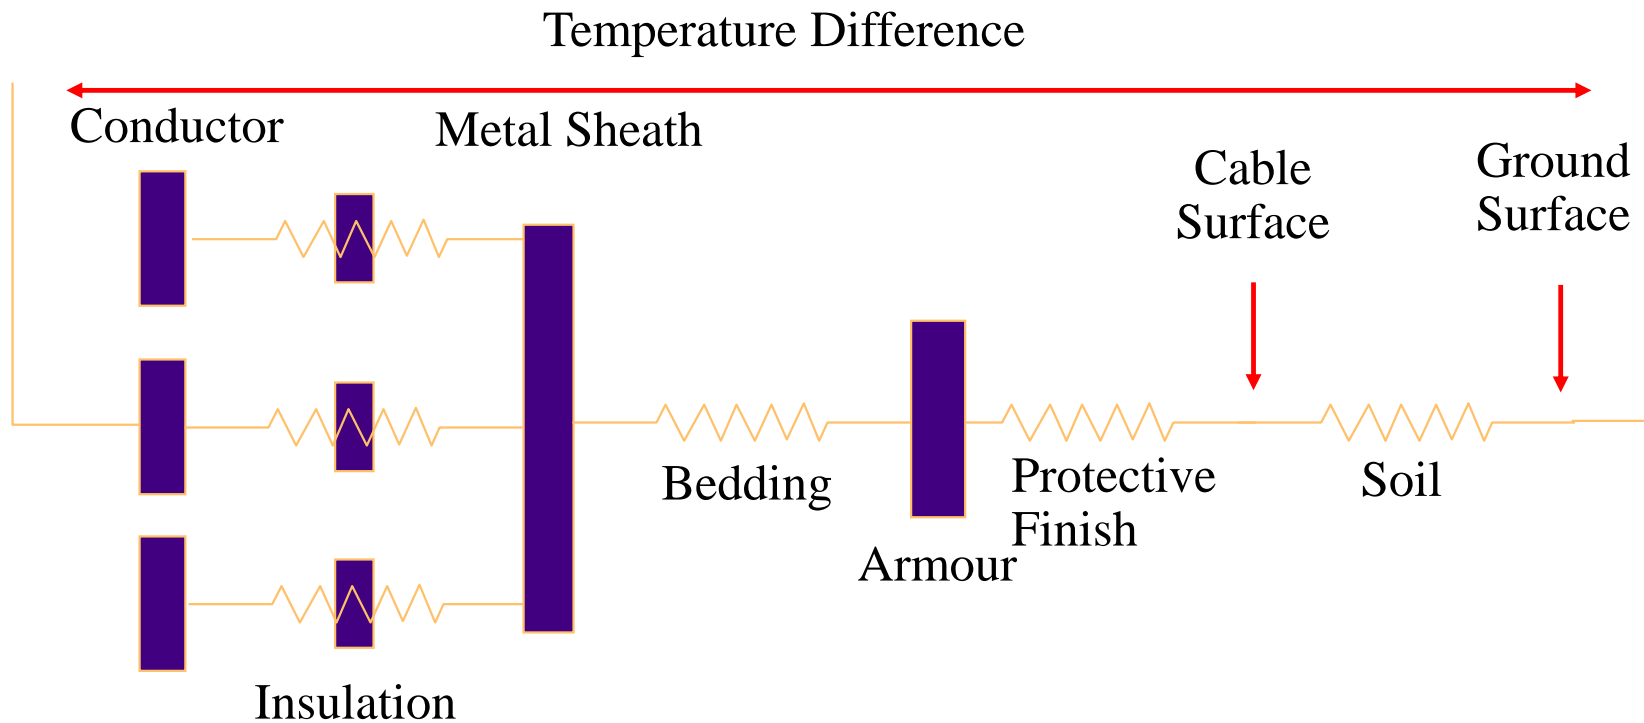 Temperature Difference
Conductor
Metal Sheath
Cable
Surface
Ground
Surface
Bedding
Protective
Finish
Soil
Armour
Insulation